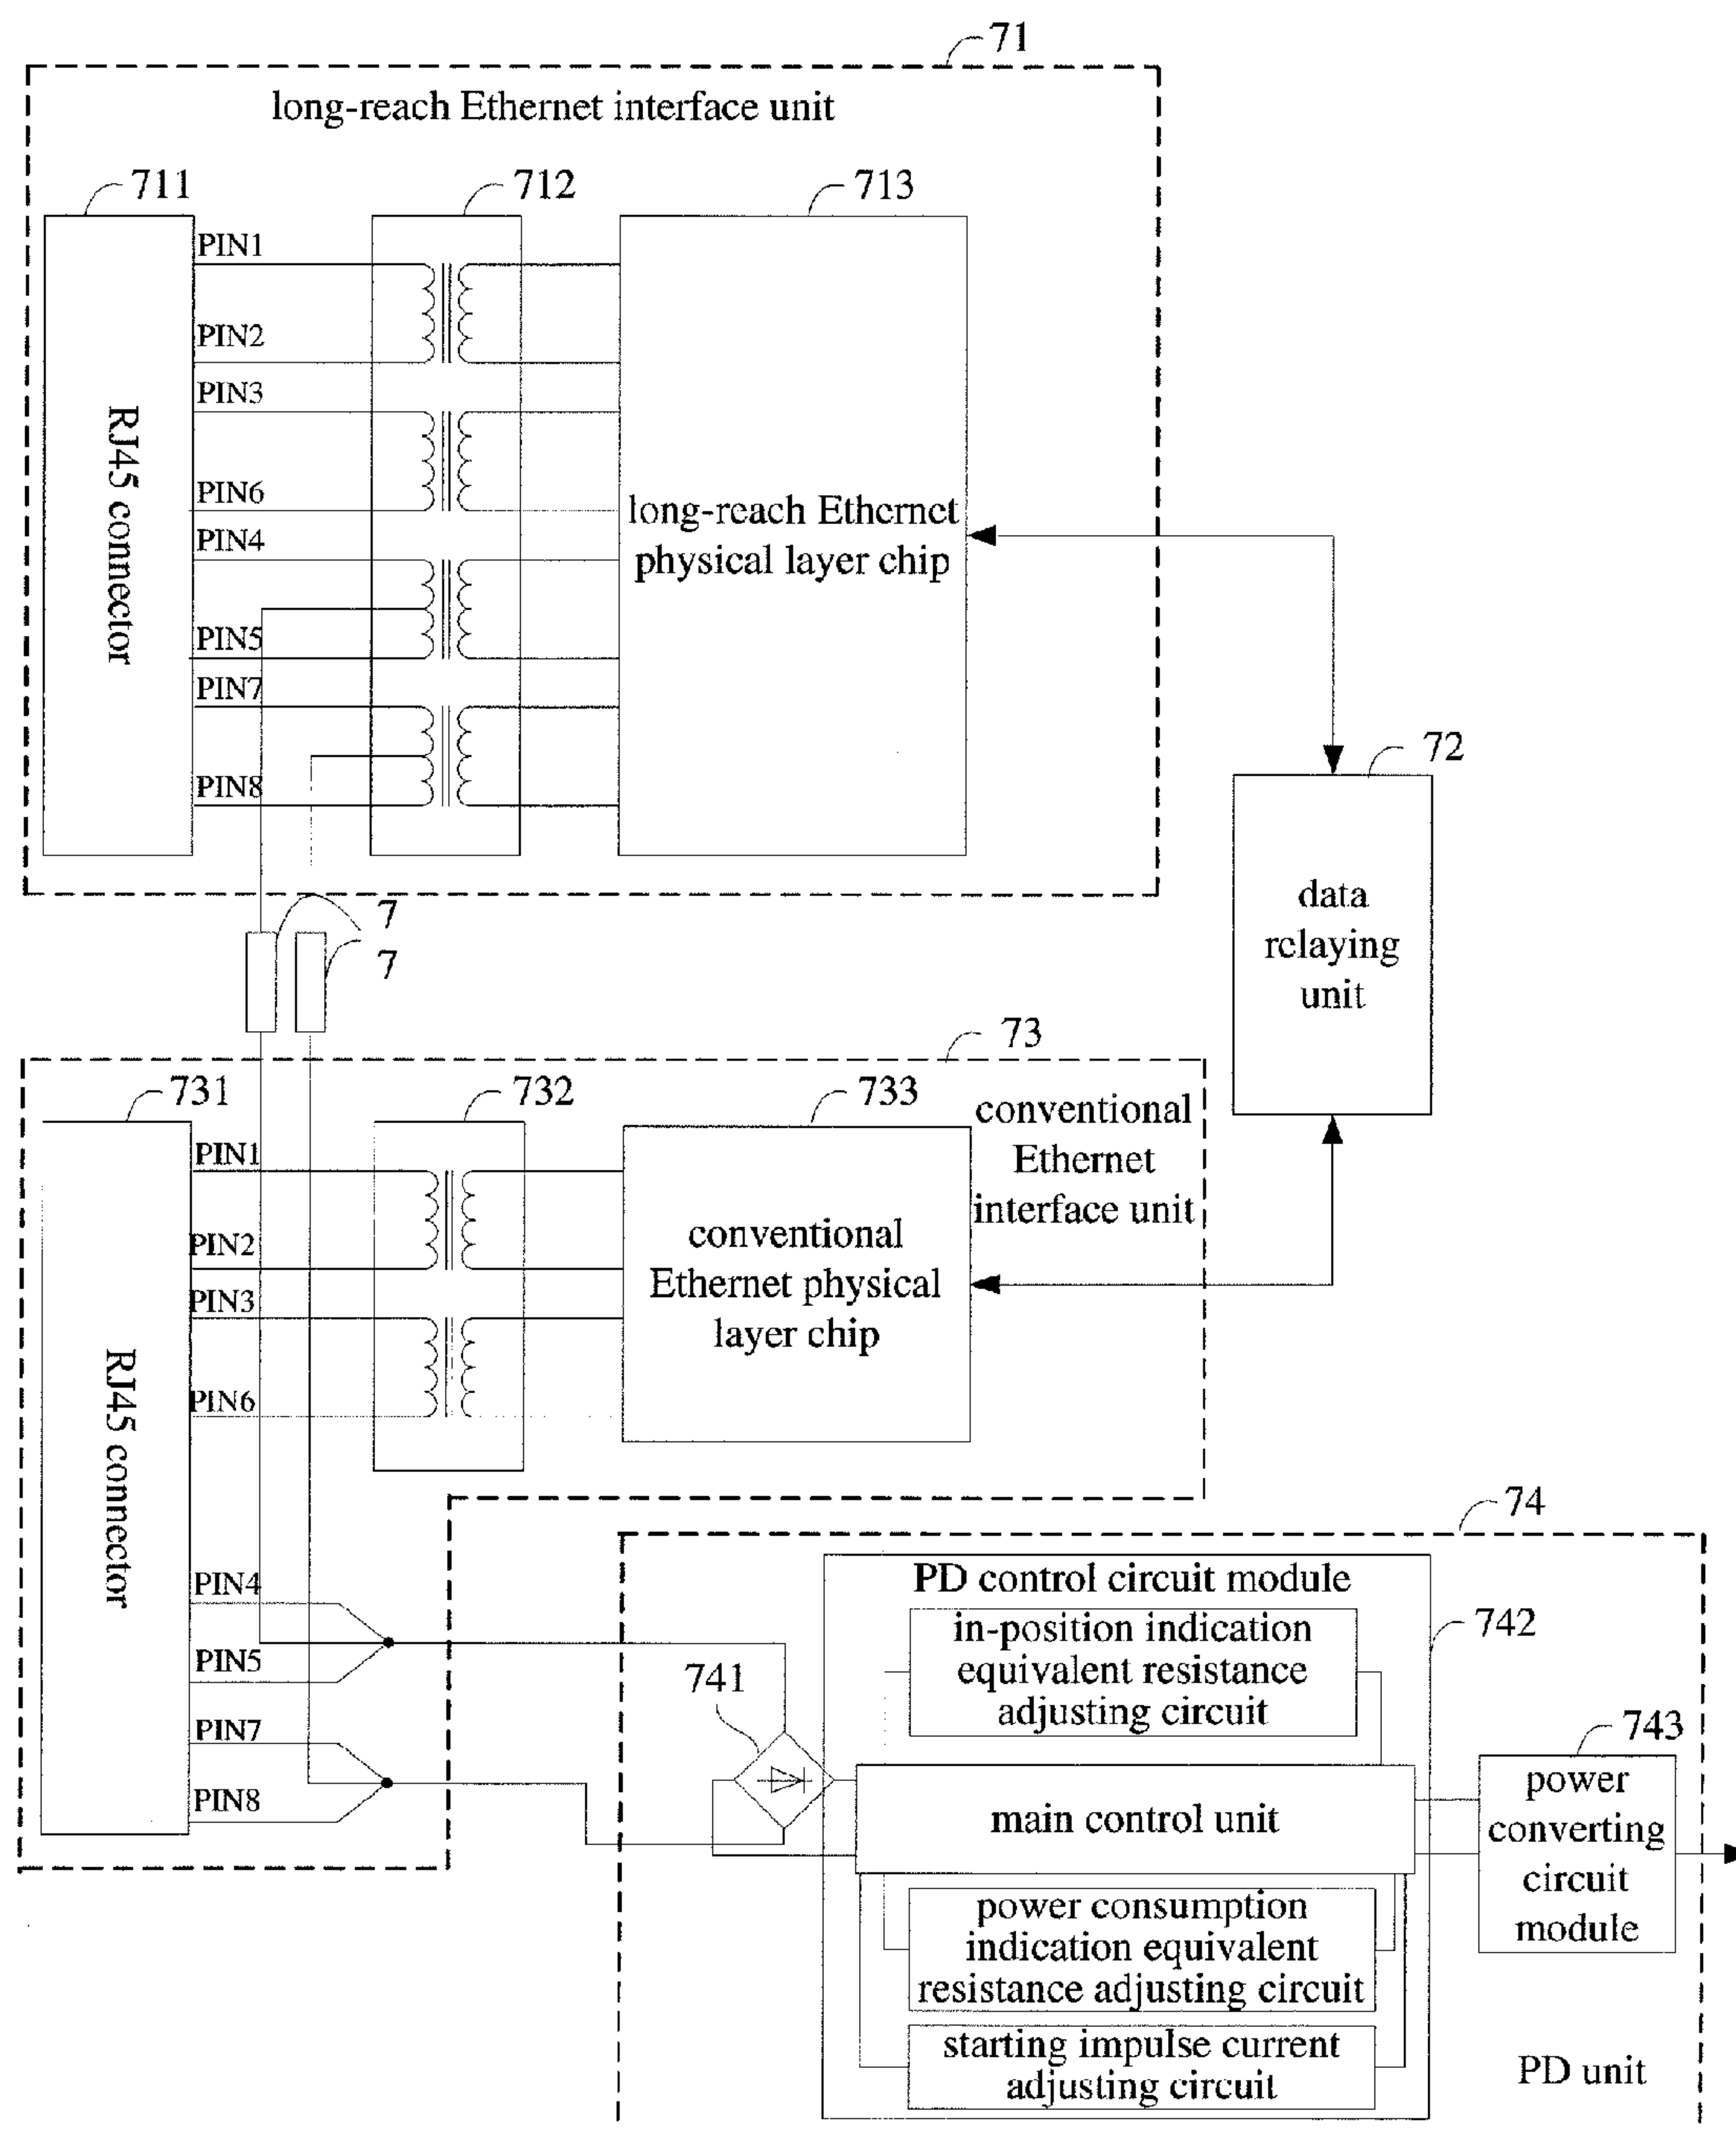 71
long-reach Ethernet interface unit
711
712
713
PIN1
PIN2
PIN3
PIN6
PIN4
PIN5
PIN7
PIN8
RJ45 connector
long-reach Ethernet
physical layer chip
72
data
relaying
unit
7
7
73
731
732
733
conventional
Ethernet
interface unit
PIN1
PIN2
PIN3
PIN6
RJ45 connector
conventional
Ethernet physical
layer chip
PIN4
PIN5
PIN7
PIN8
74
PD control circuit module
742
in-position indication
equivalent resistance
adjusting circuit
741
743
main control unit
power
converting
circuit
module
power consumption
indication equivalent
resistance adjusting circuit
starting impulse current
adjusting circuit
PD unit